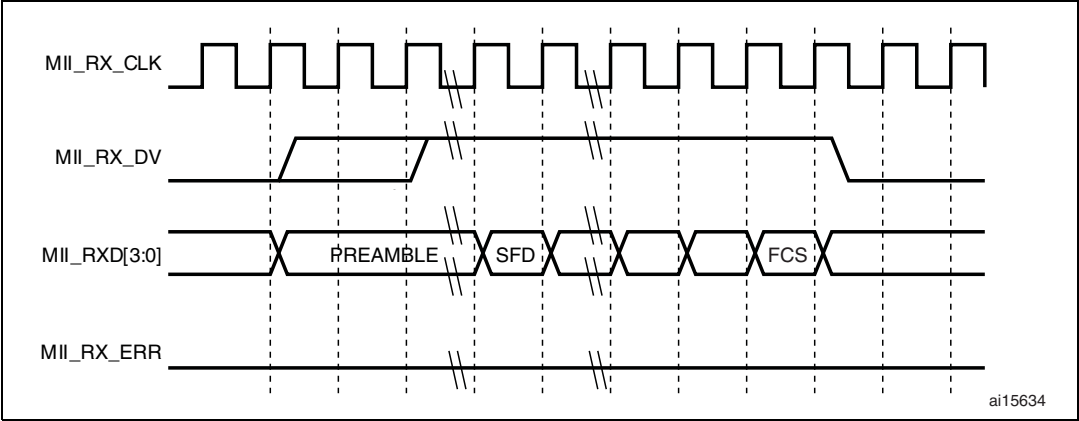 MII_RX_CLK
MII_RX_DV
MII_RXD[3:0] PREAMBLE SFD FCS
MII_RX_ERR
ai15634